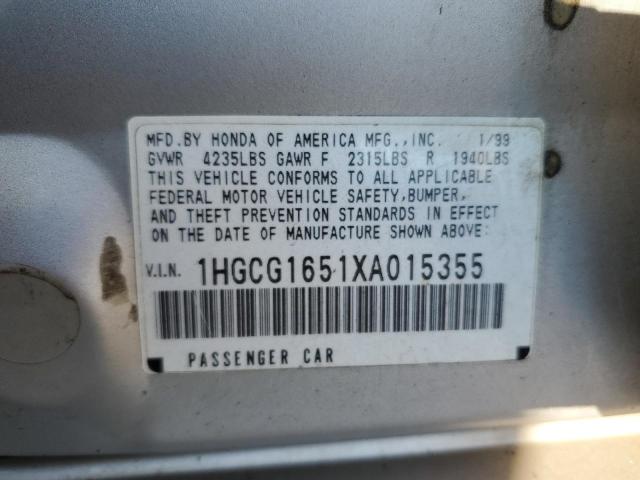 MFD.BY HONDA OF AMERICA MFG.,INC. 1/99
GVWR 4235LBS GAWR F 2315LBS R 1940LBS
THIS VEHICLE CONFORMS TO ALL APPLICABLE
FEDERAL MOTOR VEHICLE SAFETY,BUMPER,
AND THEFT PREVENTION STANDARDS IN EFFECT
ON THE DATE OF MANUFACTURE SHOWN ABOVE:
V.I.N. 1HGCG1651XA015355
PASSENGER CAR